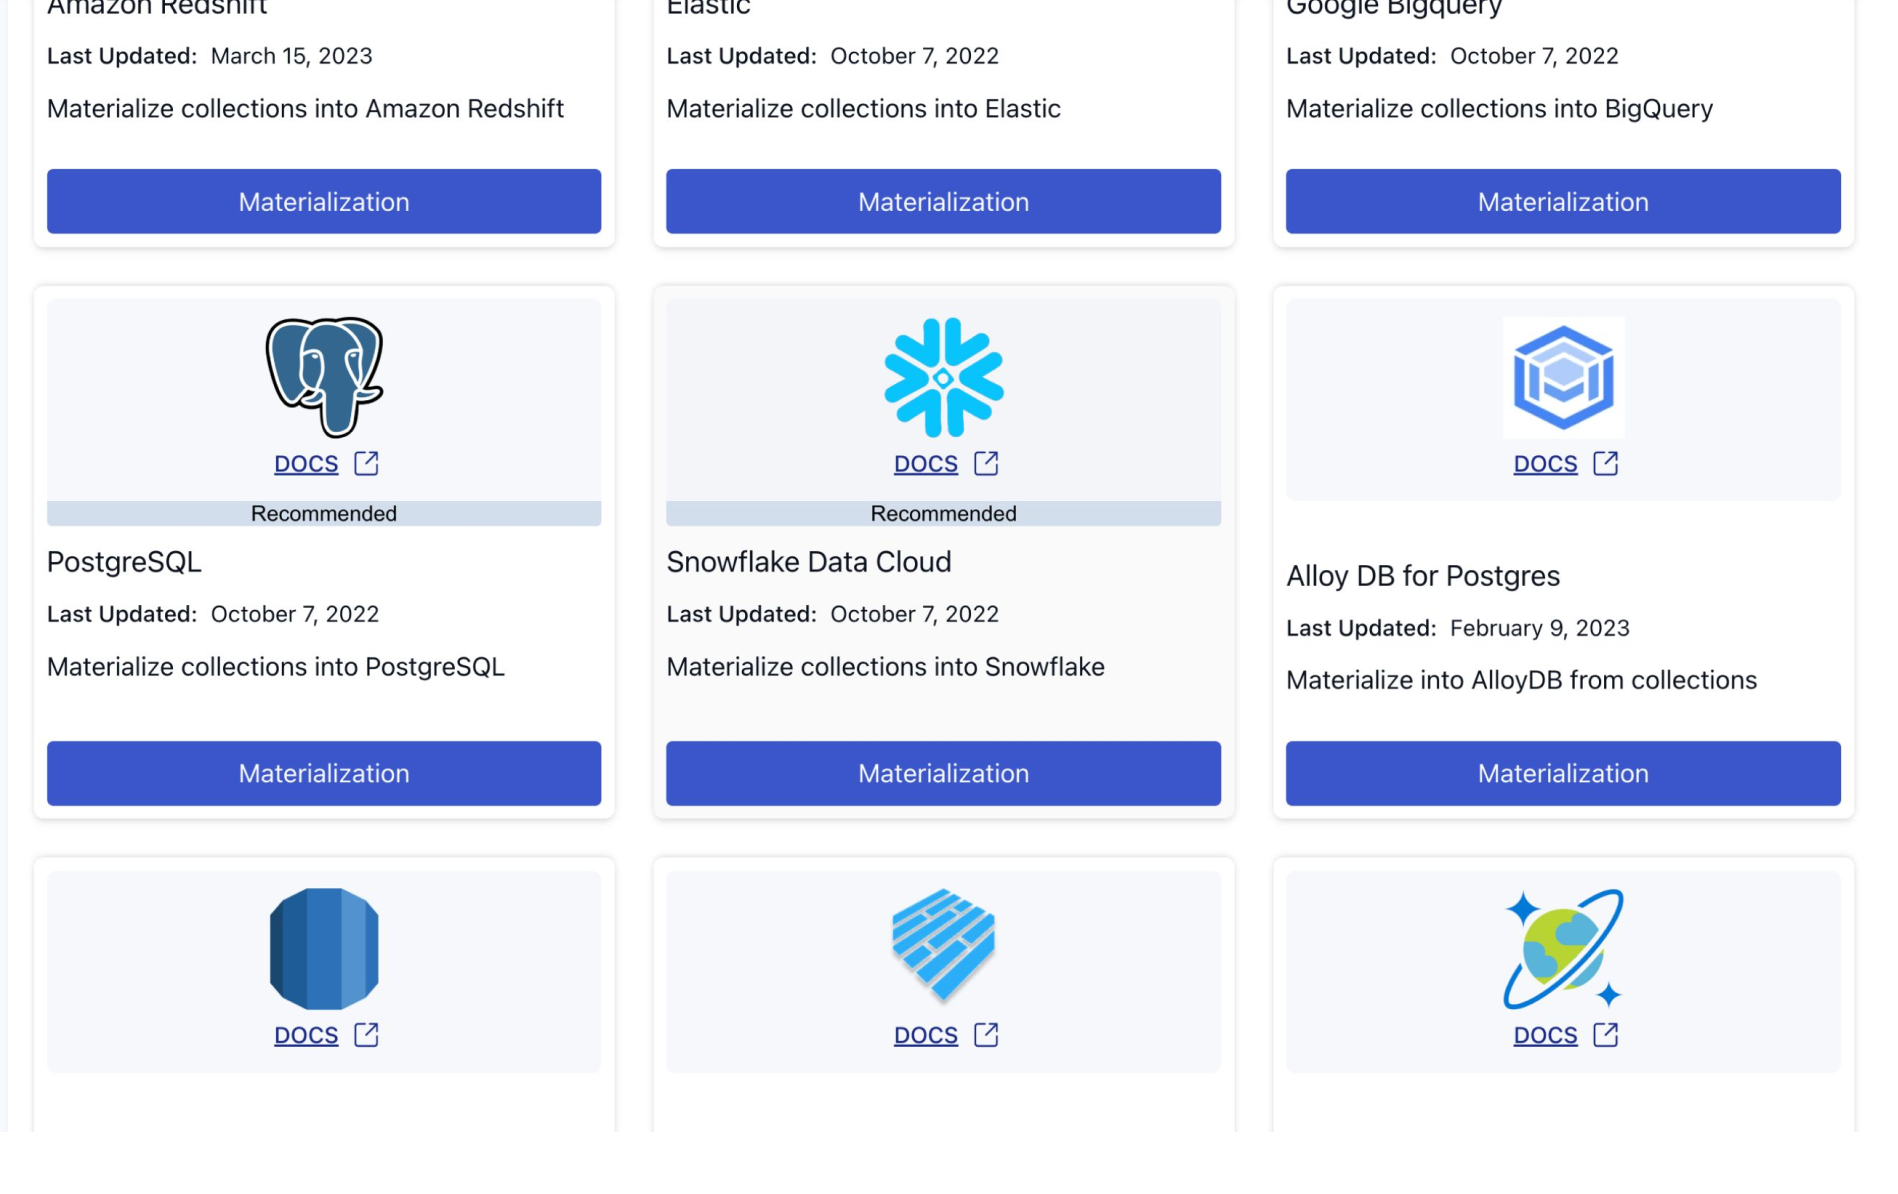 Amazon Redshift
Elastic
Google Bigquery
Last Updated: March 15, 2023
Last Updated: October 7, 2022
Last Updated: October 7, 2022
Materialize collections into Amazon Redshift
Materialize collections into Elastic
Materialize collections into BigQuery
Materialization
Materialization
Materialization
DOCS
DOCS
DOCS
Recommended
Recommended
PostgreSQL
Snowflake Data Cloud
Alloy DB for Postgres
Last Updated: October 7, 2022
Last Updated: October 7, 2022
Last Updated: February 9, 2023
Materialize collections into PostgreSQL
Materialize collections into Snowflake
Materialize into AlloyDB from collections
Materialization
Materialization
Materialization
DOCS
DOCS
DOCS